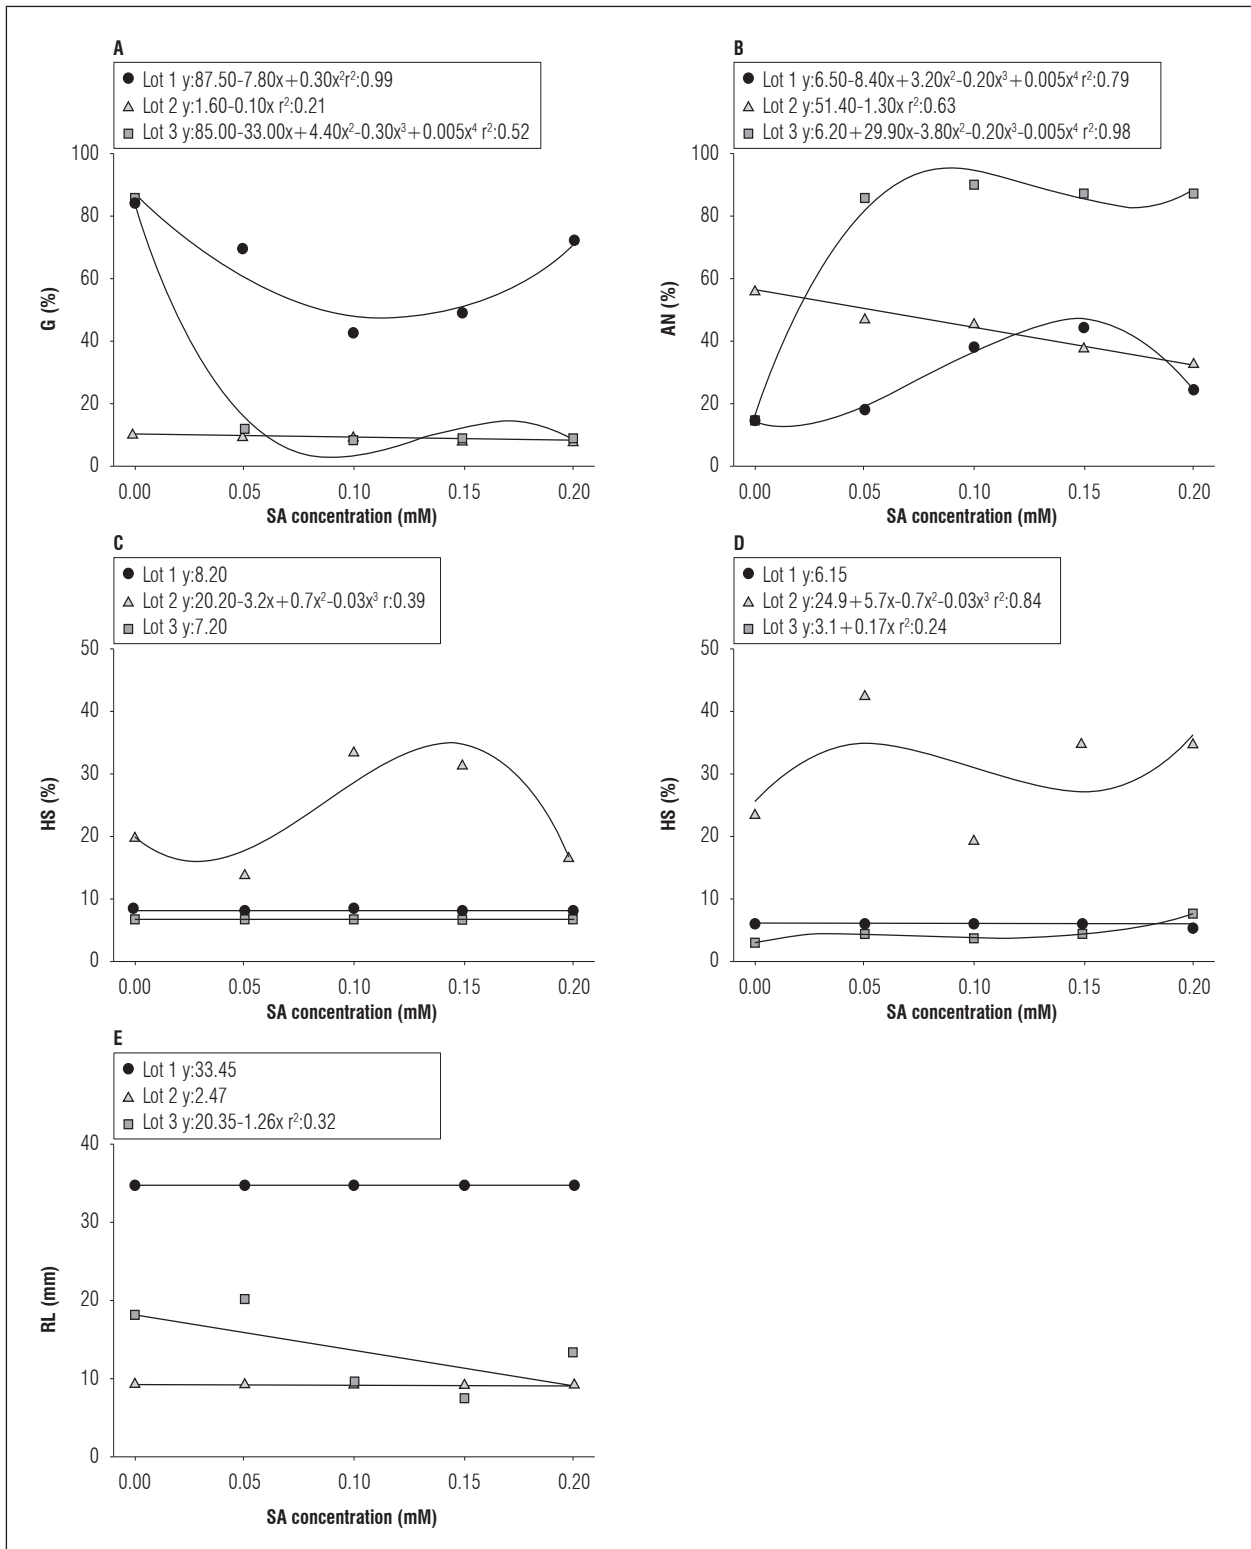 A
Lot 1 y:87.50-7.80x+0.30x²r²:0.99
Lot 2 y:1.60-0.10x r²:0.21
Lot 3 y:85.00-33.00x+4.40x²-0.30x³+0.005x⁴ r²:0.52
100
80
60
40
20
0
G (%)
0.00 0.05 0.10 0.15 0.20
SA concentration (mM)
B
Lot 1 y:6.50-8.40x+3.20x²-0.20x³+0.005x⁴ r²:0.79
Lot 2 y:51.40-1.30x r²:0.63
Lot 3 y:6.20+29.90x-3.80x²-0.20x³-0.005x⁴ r²:0.98
100
80
60
40
20
0
AN (%)
0.00 0.05 0.10 0.15 0.20
SA concentration (mM)
C
Lot 1 y:8.20
Lot 2 y:20.20-3.2x+0.7x²-0.03x³ r:0.39
Lot 3 y:7.20
50
40
30
20
10
0
HS (%)
0.00 0.05 0.10 0.15 0.20
SA concentration (mM)
D
Lot 1 y:6.15
Lot 2 y:24.9+5.7x-0.7x²-0.03x³ r²:0.84
Lot 3 y:3.1+0.17x r²:0.24
50
40
30
20
10
0
HS (%)
0.00 0.05 0.10 0.15 0.20
SA concentration (mM)
E
Lot 1 y:33.45
Lot 2 y:2.47
Lot 3 y:20.35-1.26x r²:0.32
40
30
20
10
0
RL (mm)
0.00 0.05 0.10 0.15 0.20
SA concentration (mM)